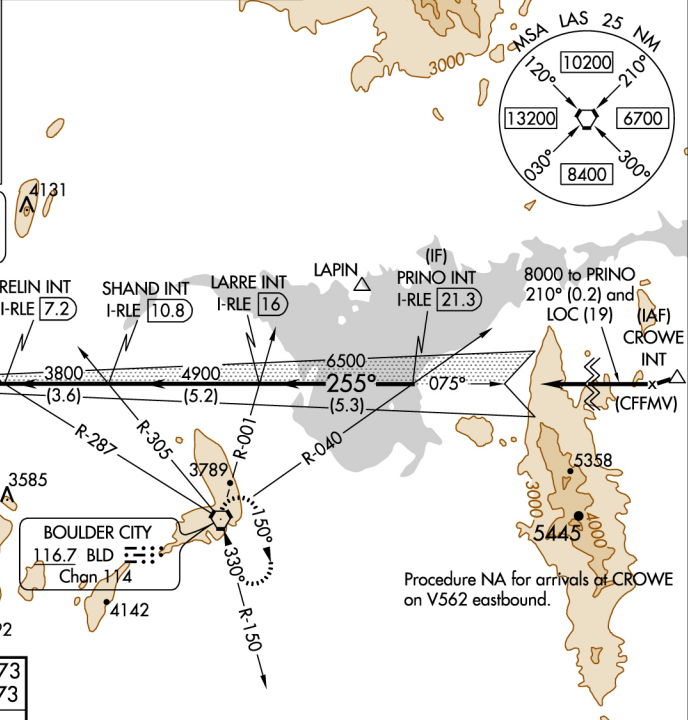 MSA LAS 25 NM
120°
10200
210°
13200
6700
030°
8400
300°
3000
4131
RELIN INT
I-RLE 7.2
SHAND INT
I-RLE 10.8
LARRE INT
I-RLE 16
LAPIN
(IF)
PRINO INT
I-RLE 21.3
8000 to PRINO
210° (0.2) and
LOC (19)
(IAF)
CROWE
INT
(CFFMV)
3800
4900
6500
255°
075°
(3.6)
(5.2)
(5.3)
R-287
R-305
R-001
R-040
3789
3585
BOULDER CITY
116.7 BLD
Chan 114
150°
330°
R-150
4142
3000
5358
5445
4000
Procedure NA for arrivals at CROWE
on V562 eastbound.
92
73
73